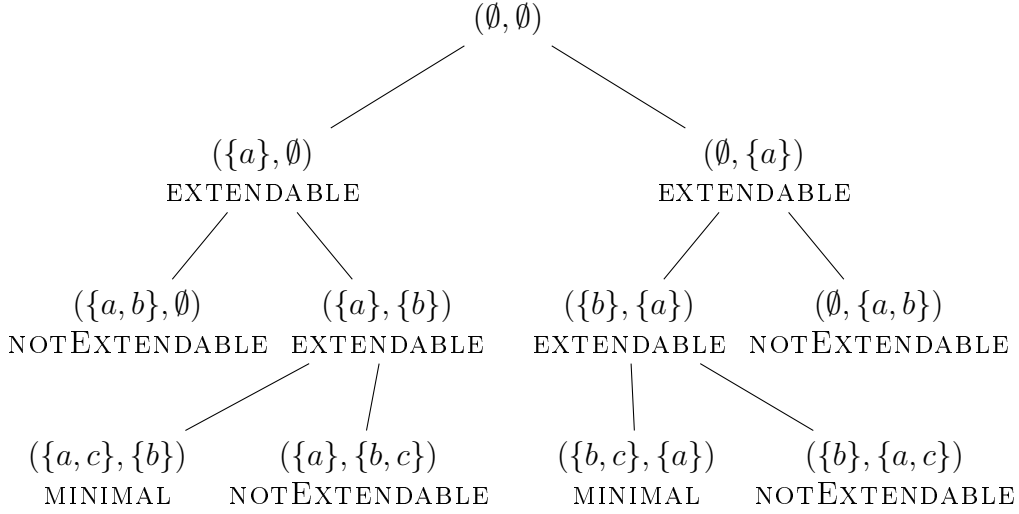 (∅, ∅)
({a}, ∅) (∅, {a})
EXTENDABLE EXTENDABLE
({a, b}, ∅) ({a}, {b}) ({b}, {a}) (∅, {a, b})
NOTEXTENDABLE EXTENDABLE EXTENDABLE NOTEXTENDABLE
({a, c}, {b}) ({a}, {b, c}) ({b, c}, {a}) ({b}, {a, c})
MINIMAL NOTEXTENDABLE MINIMAL NOTEXTENDABLE